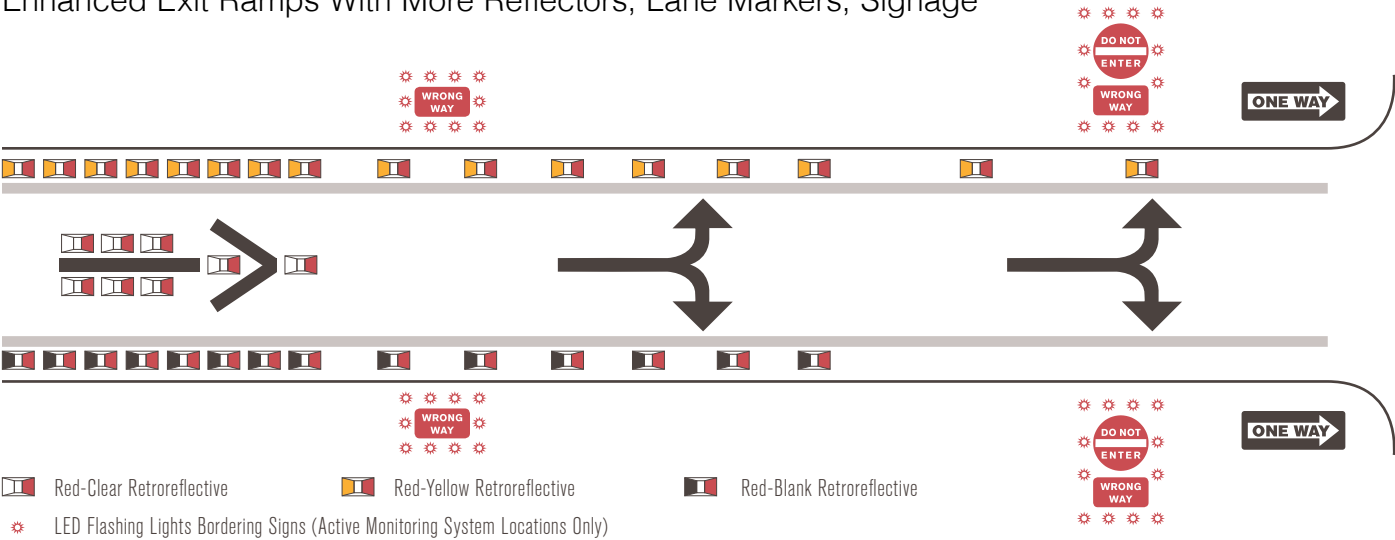 Enhanced Exit Ramps With More Reflectors, Lane Markers, Signage
DO NOT
ENTER
WRONG
WAY
WRONG
WAY
ONE WAY
WRONG
WAY
DO NOT
ENTER
WRONG
WAY
ONE WAY
Red-Clear Retroreflective
Red-Yellow Retroreflective
Red-Blank Retroreflective
LED Flashing Lights Bordering Signs (Active Monitoring System Locations Only)